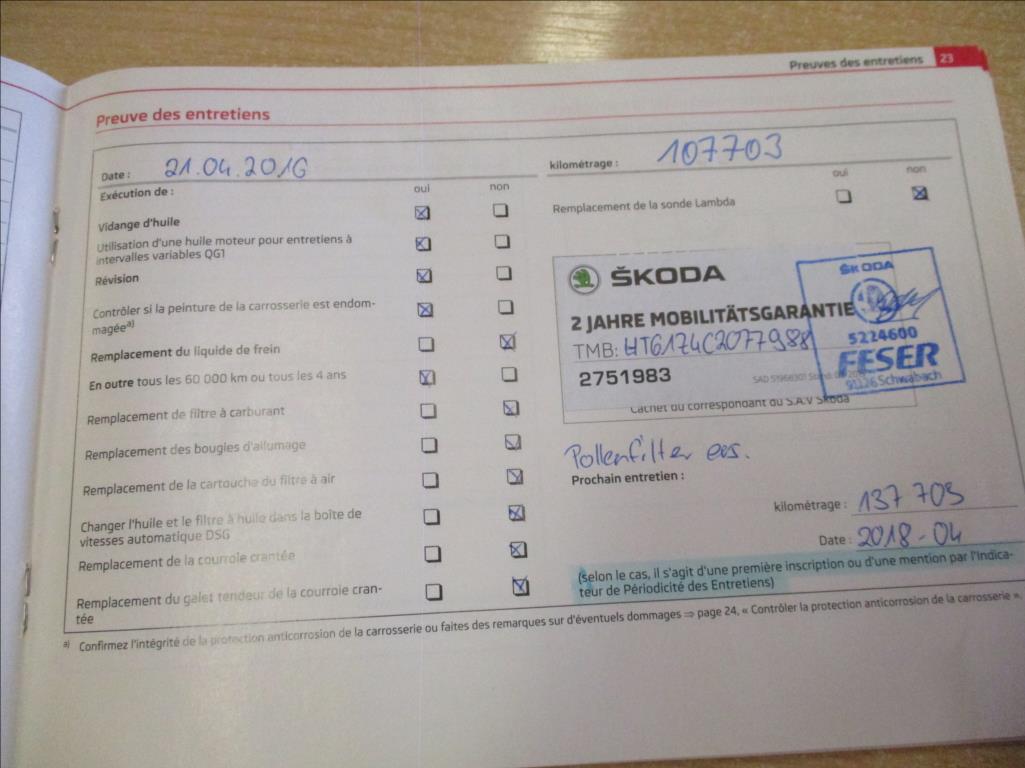 Preuves des entretiens 23
Preuve des entretiens
Date : 21.04.2016
kilométrage : 107703
Exécution de :
oui non
Vidange d'huile
Utilisation d'une huile moteur pour entretiens à
intervalles variables QG1
Révision
Contrôler si la peinture de la carrosserie est endom-
magée a)
Remplacement du liquide de frein
En outre tous les 60 000 km ou tous les 4 ans
Remplacement de filtre à carburant
Remplacement des bougies d'allumage
Remplacement de la cartouche du filtre à air
Changer l'huile et le filtre à huile dans la boîte de
vitesses automatique DSG
Remplacement de la courroie crantée
Remplacement du galet tendeur de la courroie cran-
tée
oui non
Remplacement de la sonde Lambda
ŠKODA
2 JAHRE MOBILITÄTSGARANTIE
TMB: HT6174C2077988
2751983
SAD 51968301 Stand:
ŠKODA
5224600
FESER
91126 Schwabach
Cachet du correspondant du S.A.V Skoda
Pollenfilter ers.
Prochain entretien :
kilométrage : 137 703
Date : 2018-04
(selon le cas, il s'agit d'une première inscription ou d'une mention par l'Indica-
teur de Périodicité des Entretiens)
a) Confirmez l'intégrité de la protection anticorrosion de la carrosserie ou faites des remarques sur d'éventuels dommages ⇒ page 24, « Contrôler la protection anticorrosion de la carrosserie ».